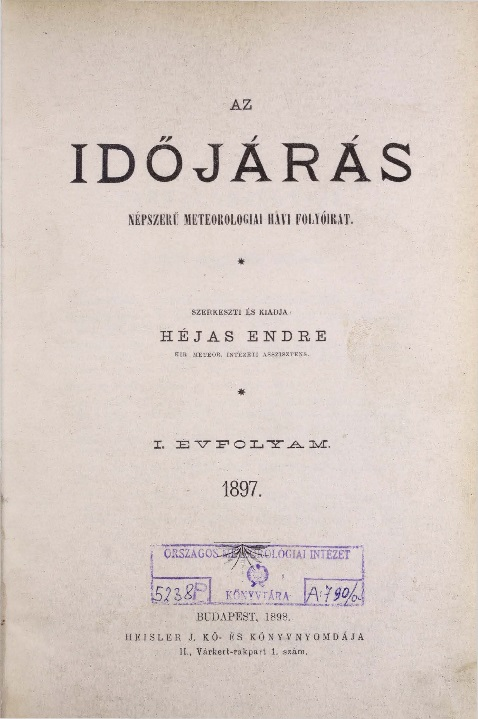 AZ
IDŐJÁRÁS
NÉPSZERŰ METEOROLOGIAI HAVI FOLYÓIRAT.
*
SZERKESZTI ÉS KIADJA:
HÉJAS ENDRE
KIR. METEOR. INTÉZETI ASSZISZTENS.
*
I. ÉVFOLYAM.
1897.
ORSZÁGOS METEOROLÓGIAI INTÉZET
5238 P
KÖNYVTÁRA
A:790/
BUDAPEST, 1898.
HEISLER J. KŐ- ÉS KÖNYVNYOMDÁJA
II., Várkert-rakpart 1. szám.